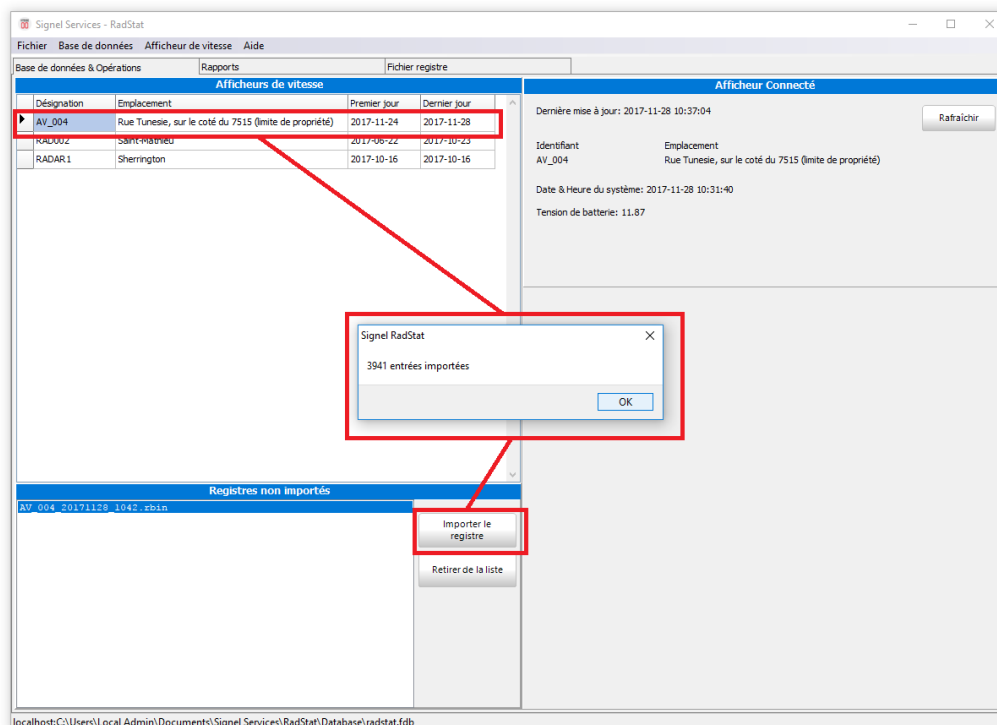 Signel Services - RadStat
Fichier Base de données Afficheur de vitesse Aide
Base de données & Opérations Rapports Fichier registre
Afficheurs de vitesse
Désignation Emplacement Premier jour Dernier jour
AV_004 Rue Tunesie, sur le coté du 7515 (limite de propriété) 2017-11-24 2017-11-28
RAD002 Saint-Mathieu 2017-06-22 2017-10-23
RADAR1 Sherrington 2017-10-16 2017-10-16
Afficheur Connecté
Dernière mise à jour: 2017-11-28 10:37:04
Rafraîchir
Identifiant Emplacement
AV_004 Rue Tunesie, sur le coté du 7515 (limite de propriété)
Date & Heure du système: 2017-11-28 10:31:40
Tension de batterie: 11.87
Signel RadStat
3941 entrées importées
OK
Registres non importés
AV_004_20171128_1042.rbin
Importer le
registre
Retirer de la liste
localhost:C:\Users\Local Admin\Documents\Signel Services\RadStat\Database\radstat.fdb